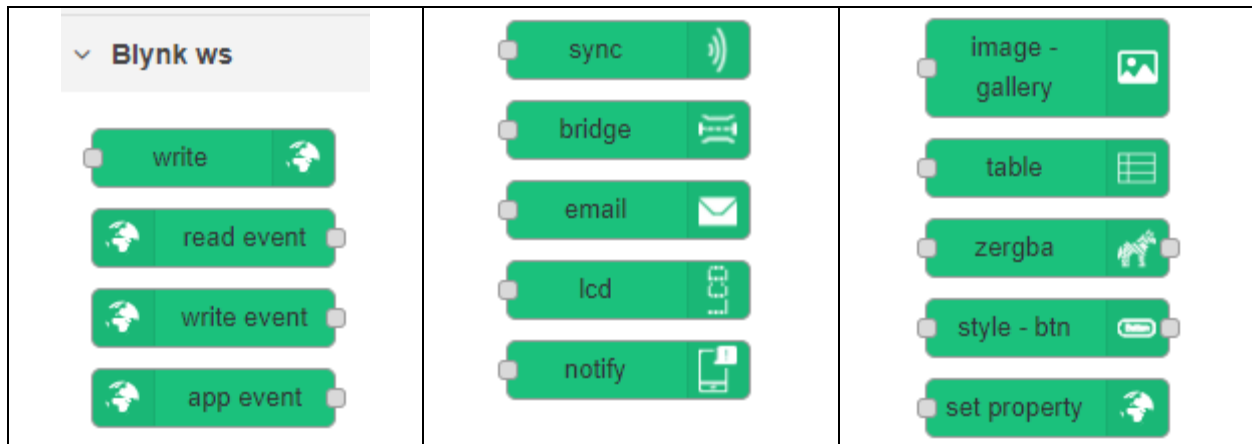 Blynk ws
write
read event
write event
app event
sync
bridge
email
lcd
notify
image -
gallery
table
zergba
style - btn
set property